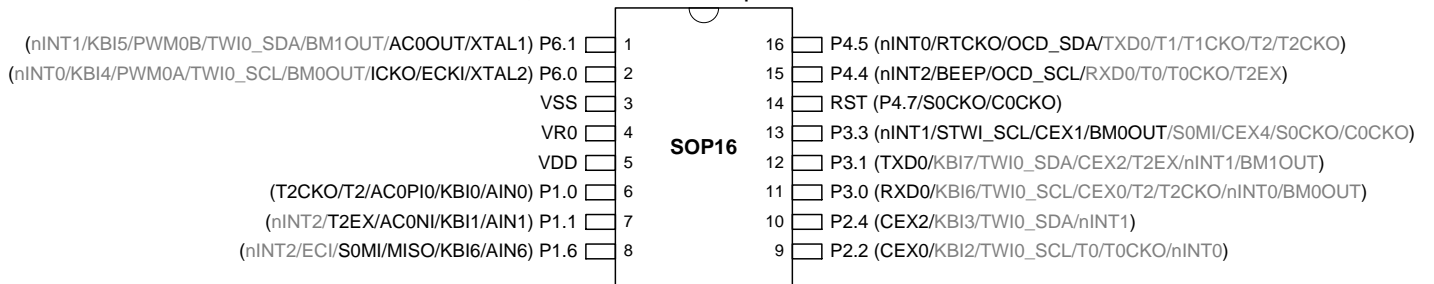 (nINT1/KBI5/PWM0B/TWI0_SDA/BM1OUT/AC0OUT/XTAL1) P6.1 1
16 P4.5 (nINT0/RTCKO/OCD_SDA/TXD0/T1/T1CKO/T2/T2CKO)
(nINT0/KBI4/PWM0A/TWI0_SCL/BM0OUT/ICKO/ECKI/XTAL2) P6.0 2
15 P4.4 (nINT2/BEEP/OCD_SCL/RXD0/T0/T0CKO/T2EX)
VSS 3
14 RST (P4.7/S0CKO/C0CKO)
VR0 4
13 P3.3 (nINT1/STWI_SCL/CEX1/BM0OUT/S0MI/CEX4/S0CKO/C0CKO)
SOP16
VDD 5
12 P3.1 (TXD0/KBI7/TWI0_SDA/CEX2/T2EX/nINT1/BM1OUT)
(T2CKO/T2/AC0PI0/KBI0/AIN0) P1.0 6
11 P3.0 (RXD0/KBI6/TWI0_SCL/CEX0/T2/T2CKO/nINT0/BM0OUT)
(nINT2/T2EX/AC0NI/KBI1/AIN1) P1.1 7
10 P2.4 (CEX2/KBI3/TWI0_SDA/nINT1)
(nINT2/ECI/S0MI/MISO/KBI6/AIN6) P1.6 8
9 P2.2 (CEX0/KBI2/TWI0_SCL/T0/T0CKO/nINT0)